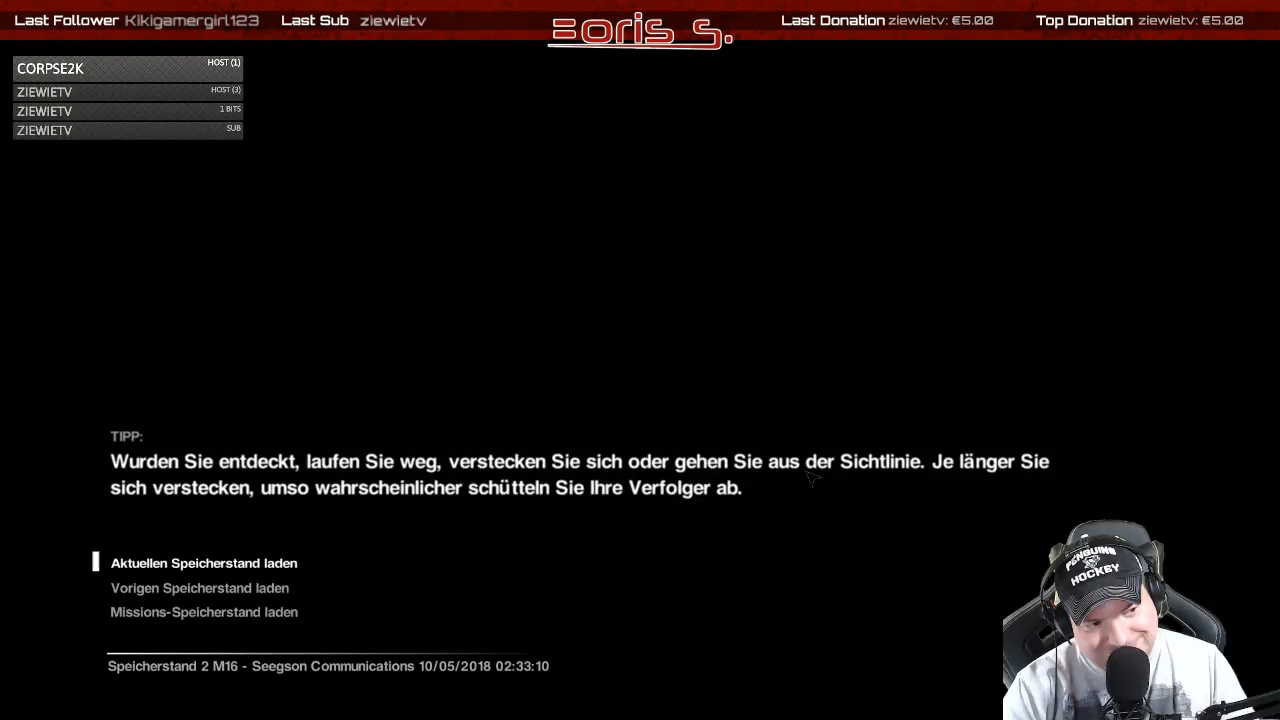 Last Follower Kikigamergirl123 Last Sub ziewietv Boris S. Last Donation ziewietv: €5.00 Top Donation ziewietv: €5.00
CORPSE2K HOST (1)
ZIEWIETV HOST (3)
ZIEWIETV 1 BITS
ZIEWIETV SUB
TIPP:
Wurden Sie entdeckt, laufen Sie weg, verstecken Sie sich oder gehen Sie aus der Sichtlinie. Je länger Sie
sich verstecken, umso wahrscheinlicher schütteln Sie Ihre Verfolger ab.
Aktuellen Speicherstand laden
Vorigen Speicherstand laden
Missions-Speicherstand laden
Speicherstand 2 M16 - Seegson Communications 10/05/2018 02:33:10
PENGUINS
HOCKEY